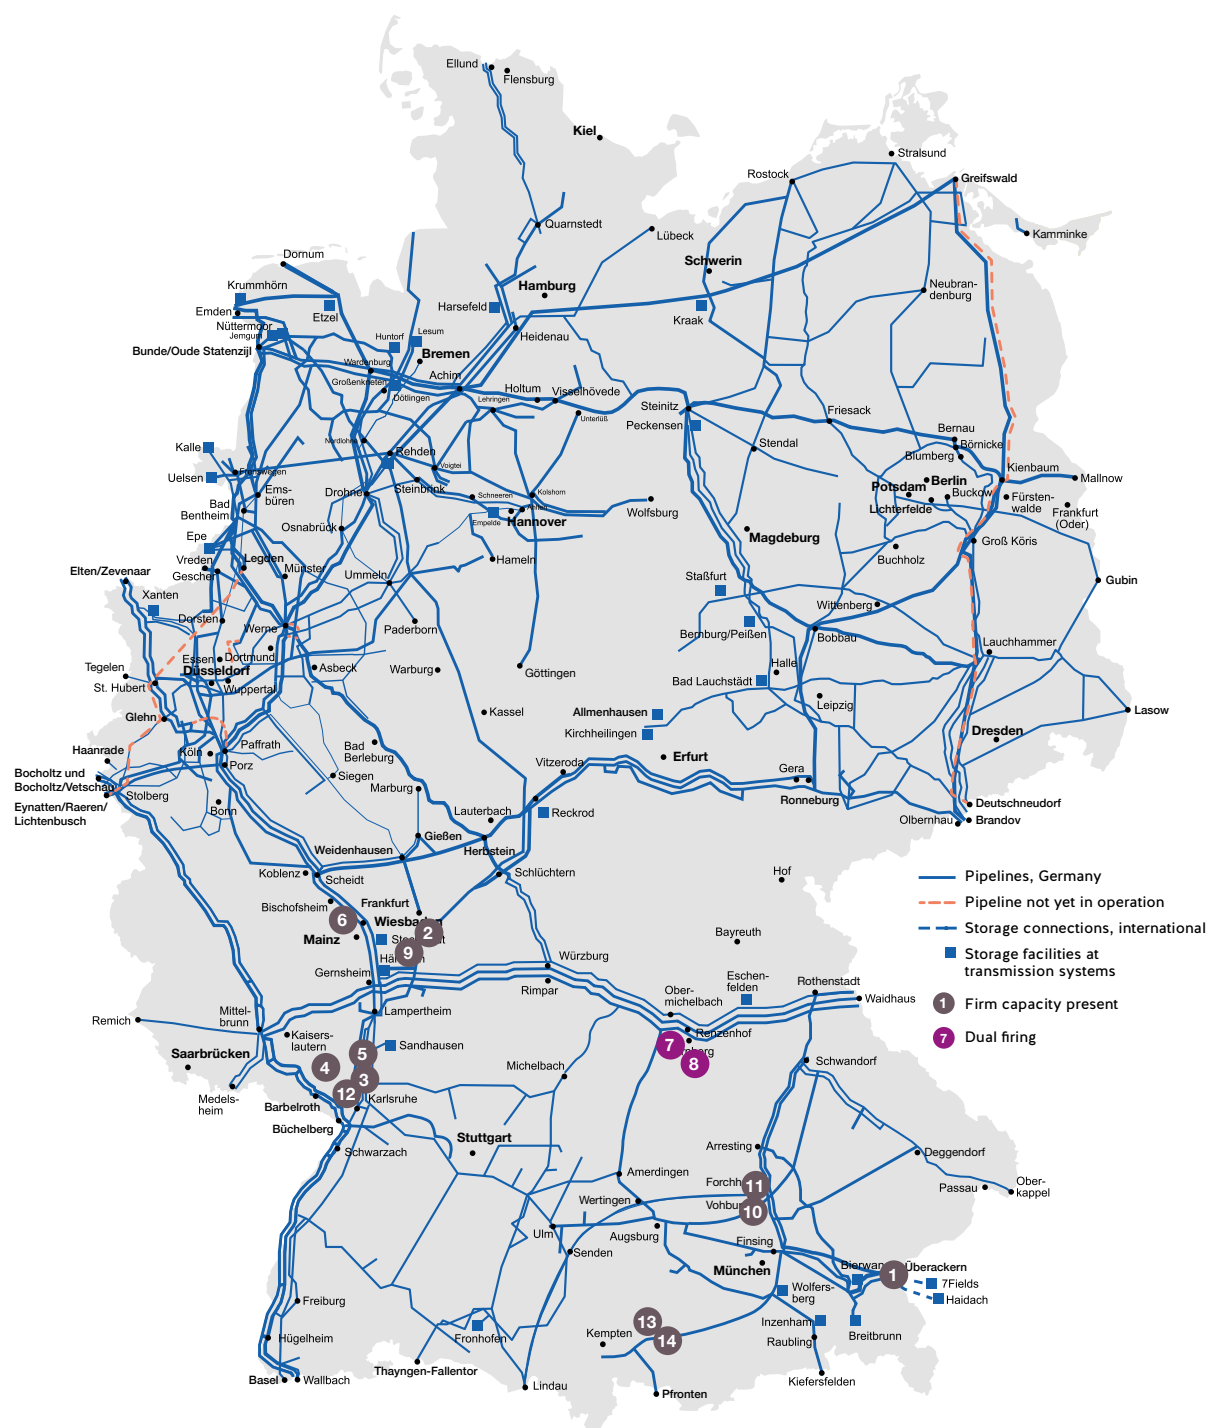 Ellund
Flensburg
Kiel
Stralsund
Rostock
Greifswald
Quarnstedt
Lübeck
Kamminke
Dornum
Schwerin
Krummhörn
Hamburg
Neubran-
denburg
Emden
Etzel
Harsefeld
Kraak
Nüttermoor
Jemgum
Huntorf
Lesum
Heidenau
Bunde/Oude Statenzijl
Bremen
Wardenburg
Großenkneten
Achim
Dötlingen
Holtum
Visselhövede
Lehringen
Unterlüß
Steinitz
Peckensen
Friesack
Bernau
Börnicke
Blumberg
Nordlohne
Stendal
Kalle
Rehden
Voigtei
Kienbaum
Mallnow
Uelsen
Frenswegen
Ems-
büren
Drohne
Steinbrink
Schneeren
Kolshorn
Wolfsburg
Potsdam
Berlin
Buckow
Lichterfelde
Fürsten-
walde
Frankfurt
(Oder)
Bad
Bentheim
Osnabrück
Empelde
Ahlten
Hannover
Magdeburg
Groß Köris
Epe
Vreden
Legden
Gescher
Münster
Ummeln
Hameln
Buchholz
Elten/Zevenaar
Xanten
Staßfurt
Gubin
Dorsten
Werne
Paderborn
Wittenberg
Bernburg/Peißen
Bobbau
Lauchhammer
Essen
Dortmund
Düsseldorf
Tegelen
St. Hubert
Wuppertal
Asbeck
Warburg
Göttingen
Halle
Bad Lauchstädt
Leipzig
Glehn
Kassel
Allmenhausen
Kirchheilingen
Lasow
Dresden
Haanrade
Köln
Paffrath
Porz
Bad
Berleburg
Siegen
Vitzeroda
Erfurt
Gera
Bocholtz und
Bocholtz/Vetschau
Stolberg
Marburg
Ronneburg
Eynatten/Raeren/
Lichtenbusch
Bonn
Lauterbach
Reckrod
Deutschneudorf
Olbernhau
Brandov
Gießen
Weidenhausen
Herbstein
Koblenz
Scheidt
Schlüchtern
Hof
Pipelines, Germany
Bischofsheim
Frankfurt
Pipeline not yet in operation
6
Wiesbaden
2
Storage connections, international
Mainz
9
Bayreuth
Storage facilities at
transmission systems
Gernsheim
Würzburg
Rimpar
Eschen-
felden
Ober-
michelbach
Rothenstadt
Waidhaus
1
Firm capacity present
Remich
Mittel-
brunn
Lampertheim
Renzenhof
7
Dual firing
Kaisers-
lautern
Sandhausen
7
8
Saarbrücken
4
5
3
12
Michelbach
Schwandorf
Medels-
heim
Barbelroth
Karlsruhe
Büchelberg
Stuttgart
Schwarzach
Arresting
Deggendorf
Amerdingen
11
Passau
Ober-
kappel
Wertingen
10
Ulm
Augsburg
Finsing
Senden
München
1
Überackern
Wolfers-
berg
7Fields
Haidach
Freiburg
Fronhofen
13
14
Kempten
Inzenham
Raubling
Breitbrunn
Hügelheim
Thayngen-Fallentor
Kiefersfelden
Basel
Wallbach
Lindau
Pfronten